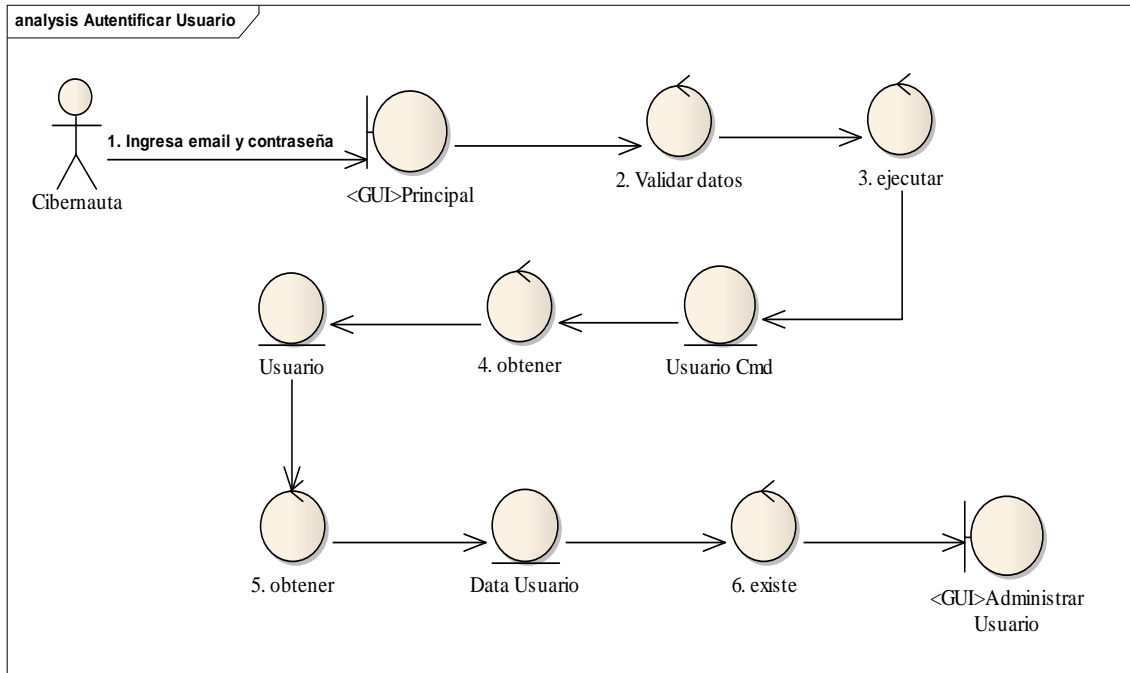 analysis Autentificar Usuario
1. Ingresa email y contraseña
Cibernauta
<GUI>Principal
2. Validar datos
3. ejecutar
Usuario
4. obtener
Usuario Cmd
5. obtener
Data Usuario
6. existe
<GUI>Administrar
Usuario